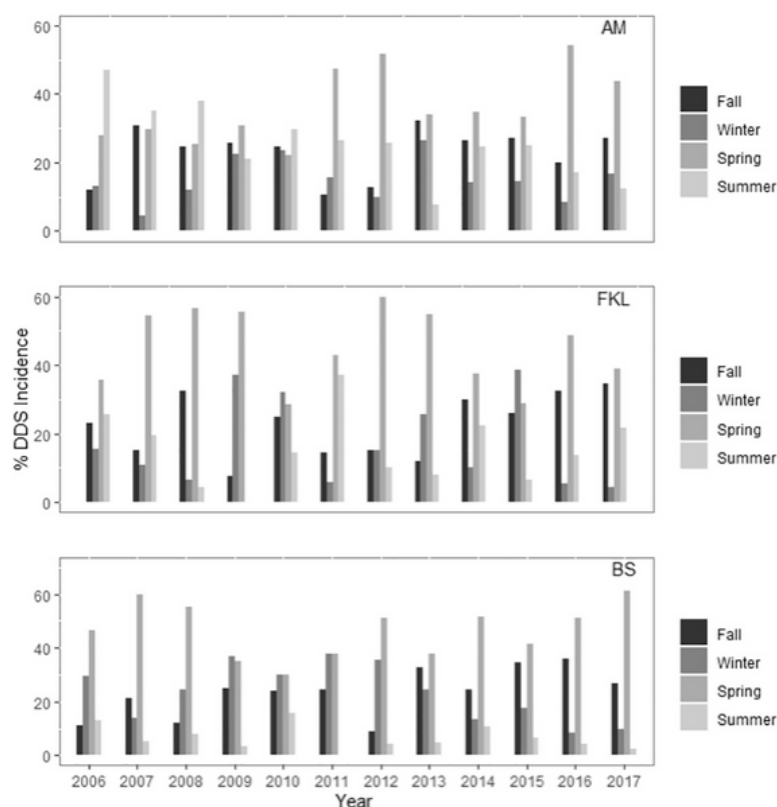 AM
60
40
20
0
Fall
Winter
Spring
Summer
FKL
60
40
20
0
% DDS Incidence
Fall
Winter
Spring
Summer
BS
60
40
20
0
Fall
Winter
Spring
Summer
2006 2007 2008 2009 2010 2011 2012 2013 2014 2015 2016 2017
Year